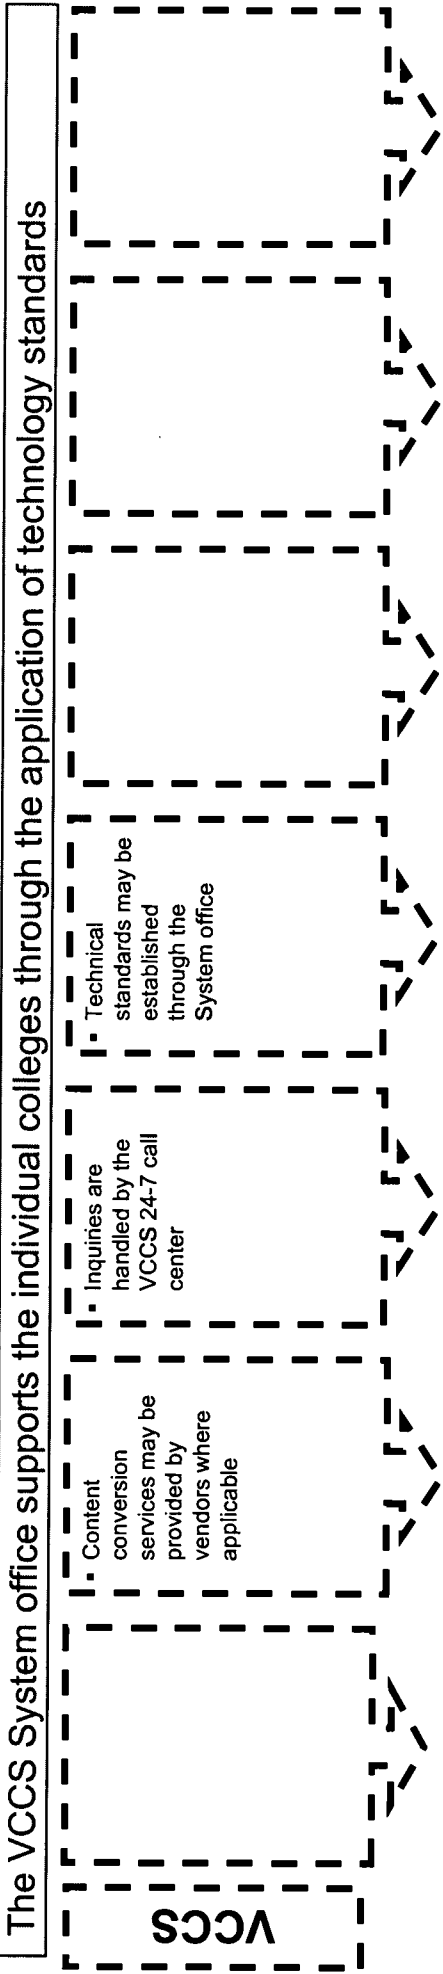 The VCCS System office supports the individual colleges through the application of technology standards
VCCS
▪ Content
conversion
services may be
provided by
vendors where
applicable
▪ Inquiries are
handled by the
VCCS 24-7 call
center
▪ Technical
standards may be
established
through the
System office